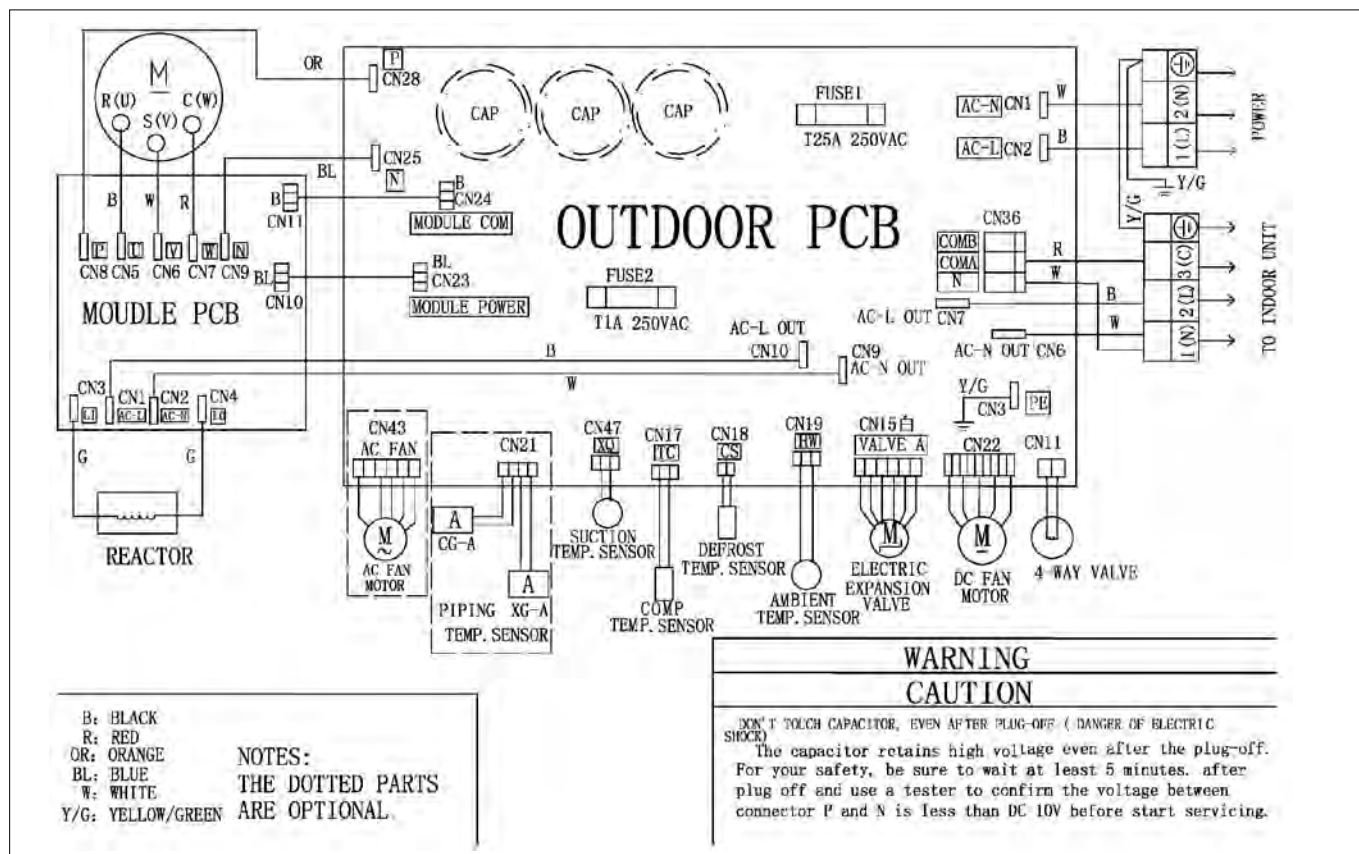 M
R(U)
C(W)
S(V)
OR
P
CN28
CAP
CAP
CAP
FUSE1
T25A 250VAC
AC-N
CN1
W
AC-L
CN2
B
2(N)
1(L)
POWER
Y/G
BL
CN25
N
B
W
R
B
CN11
B
CN24
MODULE COM
OUTDOOR PCB
Y/G
CN36
COMB
COMA
N
R
W
3(C)
2(L)
1(N)
TO INDOOR UNIT
P
U
V
W
N
CN8
CN5
CN6
CN7
CN9
BL
CN10
BL
CN23
MODULE POWER
MOUDLE PCB
FUSE2
T1A 250VAC
AC-L OUT
CN7
B
AC-L OUT
CN10
CN9
AC-N OUT
AC-N OUT
CN6
W
B
W
Y/G
CN3
PE
CN3
CN1
CN2
CN4
LI
AC-L
AC-N
LO
G
G
REACTOR
CN43
AC FAN
M
~
AC FAN
MOTOR
CN21
A
CG-A
A
PIPING XG-A
TEMP. SENSOR
CN47
XQ
SUCTION
TEMP. SENSOR
CN17
TC
COMP
TEMP. SENSOR
CN18
CS
DEFROST
TEMP. SENSOR
CN19
HW
AMBIENT
TEMP. SENSOR
CN15白
VALVE A
M
ELECTRIC
EXPANSION
VALVE
CN22
M
DC FAN
MOTOR
CN11
4-WAY VALVE
B: BLACK
R: RED
OR: ORANGE
BL: BLUE
W: WHITE
Y/G: YELLOW/GREEN
NOTES:
THE DOTTED PARTS
ARE OPTIONAL
WARNING
CAUTION
DON'T TOUCH CAPACITOR, EVEN AFTER PLUG-OFF ( DANGER OF ELECTRIC
SHOCK)
The capacitor retains high voltage even after the plug-off.
For your safety, be sure to wait at least 5 minutes. after
plug off and use a tester to confirm the voltage between
connector P and N is less than DC 10V before start servicing.